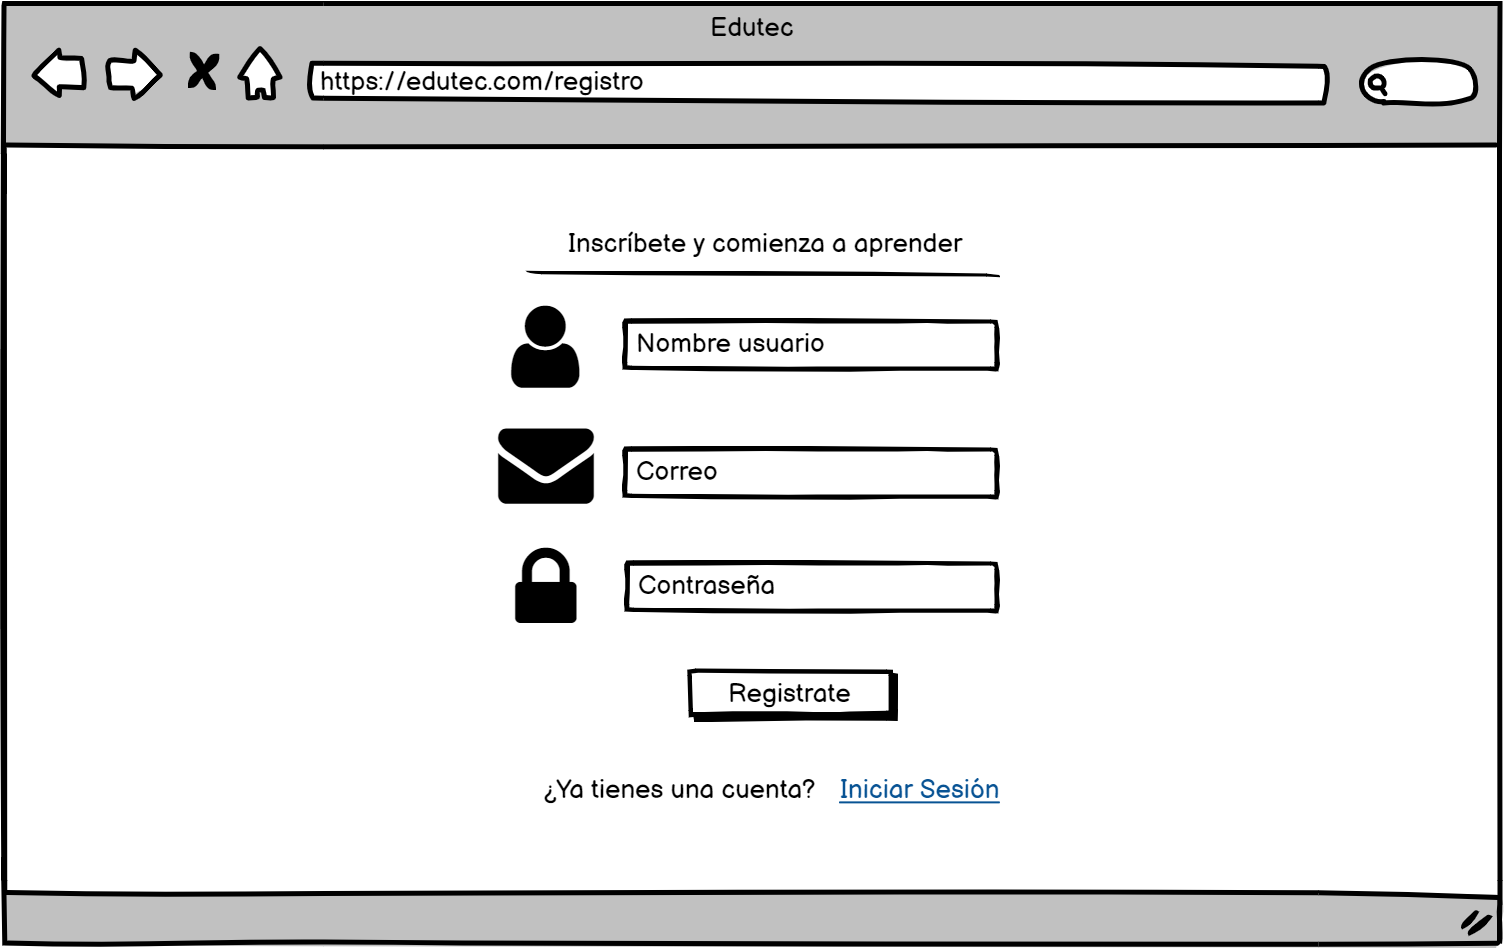 Edutec
https://edutec.com/registro
Inscríbete y comienza a aprender
Nombre usuario
Correo
Contraseña
Registrate
¿Ya tienes una cuenta? Iniciar Sesión